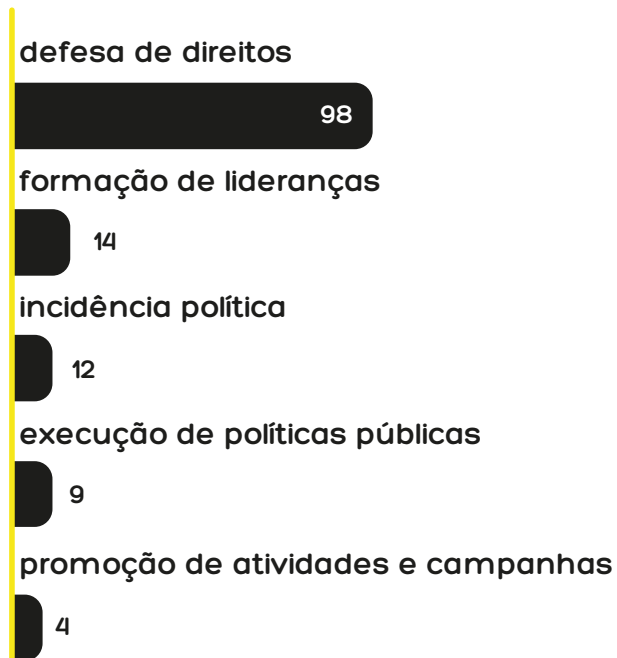 defesa de direitos
98
formação de lideranças
14
incidência política
12
execução de políticas públicas
9
promoção de atividades e campanhas
4